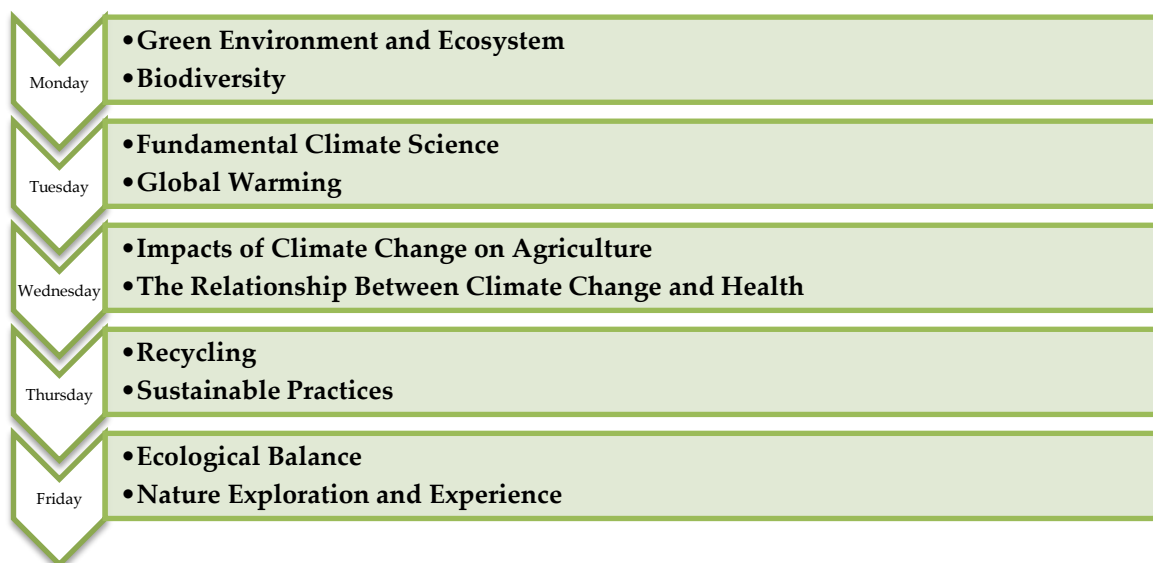 •Green Environment and Ecosystem
Monday
•Biodiversity
•Fundamental Climate Science
Tuesday
•Global Warming
•Impacts of Climate Change on Agriculture
Wednesday
•The Relationship Between Climate Change and Health
•Recycling
Thursday
•Sustainable Practices
•Ecological Balance
Friday
•Nature Exploration and Experience